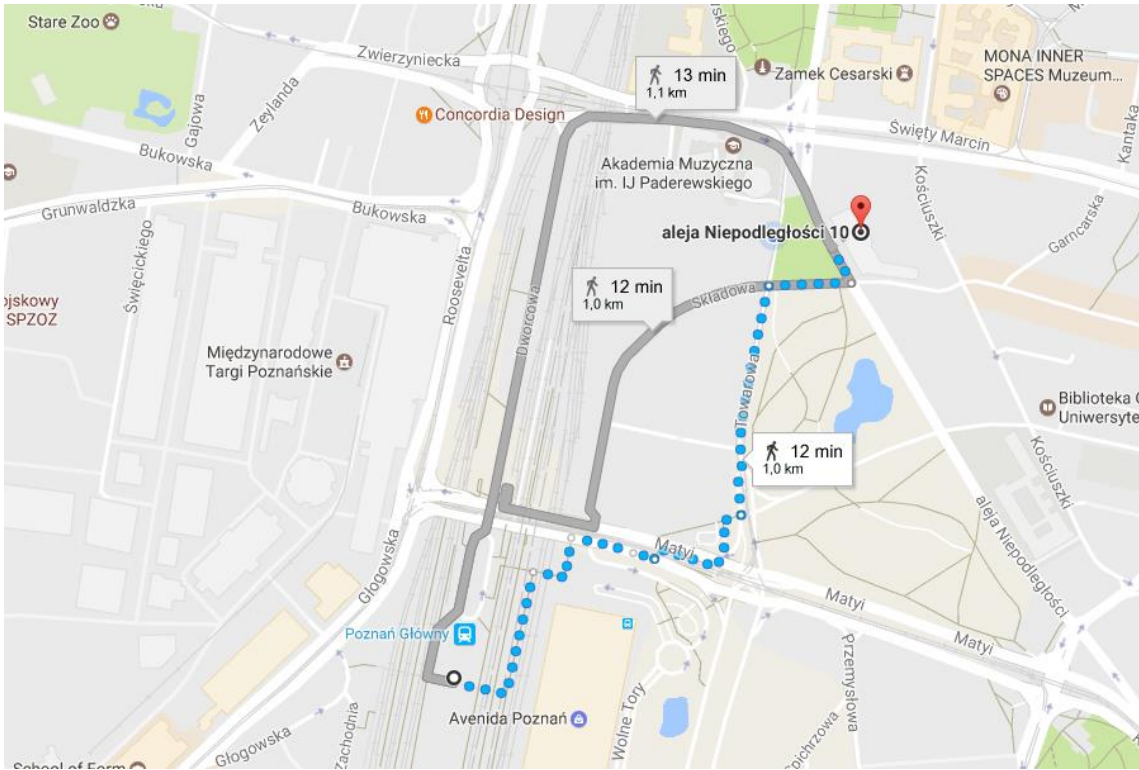 Stare Zoo
Zwierzyniecka
Gajowa
Zeylanda
Concordia Design
13 min
1,1 km
Zamek Cesarski
MONA INNER
SPACES Muzeum...
Święty Marcin
Kantaka
Bukowska
Grunwaldzka
Bukowska
Święcickiego
Roosevelta
Akademia Muzyczna
im. IJ Paderewskiego
Kościuszki
aleja Niepodległości 10
Garncarska
12 min
1,0 km
Składowa
Dworcowa
ojskowy
SPZOZ
Międzynarodowe
Targi Poznańskie
Towarowa
Biblioteka
Uniwersyte
Kościuszki
12 min
1,0 km
aleja Niepodległości
Głogowska
Matyi
Matyi
Matyi
Poznań Główny
Przemysłowa
Avenida Poznań
Wolne Tory
Zachodnia
Głogowska
Spichrzowa
School of Form